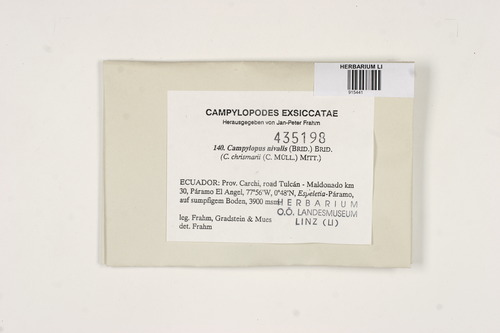 HERBARIUM LI
915441
CAMPYLOPODES EXSICCATAE
Herausgegeben von Jan-Peter Frahm
435198
140. Campylopus nivalis (BRID.) BRID.
(C. chrismarii (C. MÜLL.) MITT.)
ECUADOR: Prov. Carchi, road Tulcán - Maldonado km
30, Páramo El Angel, 77°56'W, 0°48'N, Espeletia-Páramo,
auf sumpfigem Boden, 3900 msm
HERBARIUM
O.Ö. LANDESMUSEUM
LINZ (LI)
leg. Frahm, Gradstein & Mues
det. Frahm